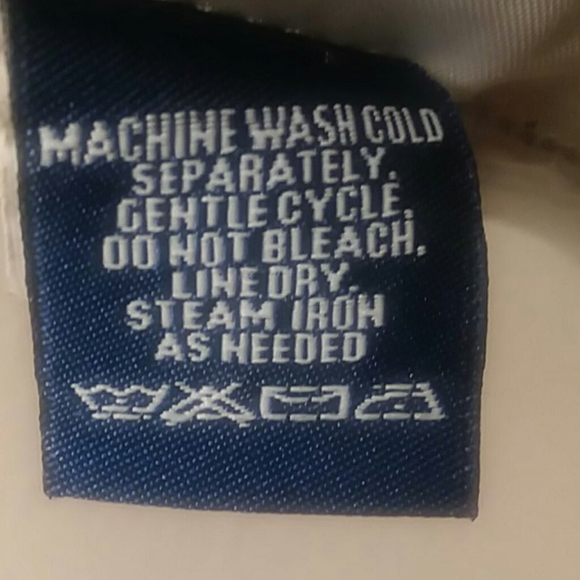 MACHINE WASH COLD
SEPARATELY.
GENTLE CYCLE.
DO NOT BLEACH.
LINE DRY.
STEAM IRON
AS NEEDED